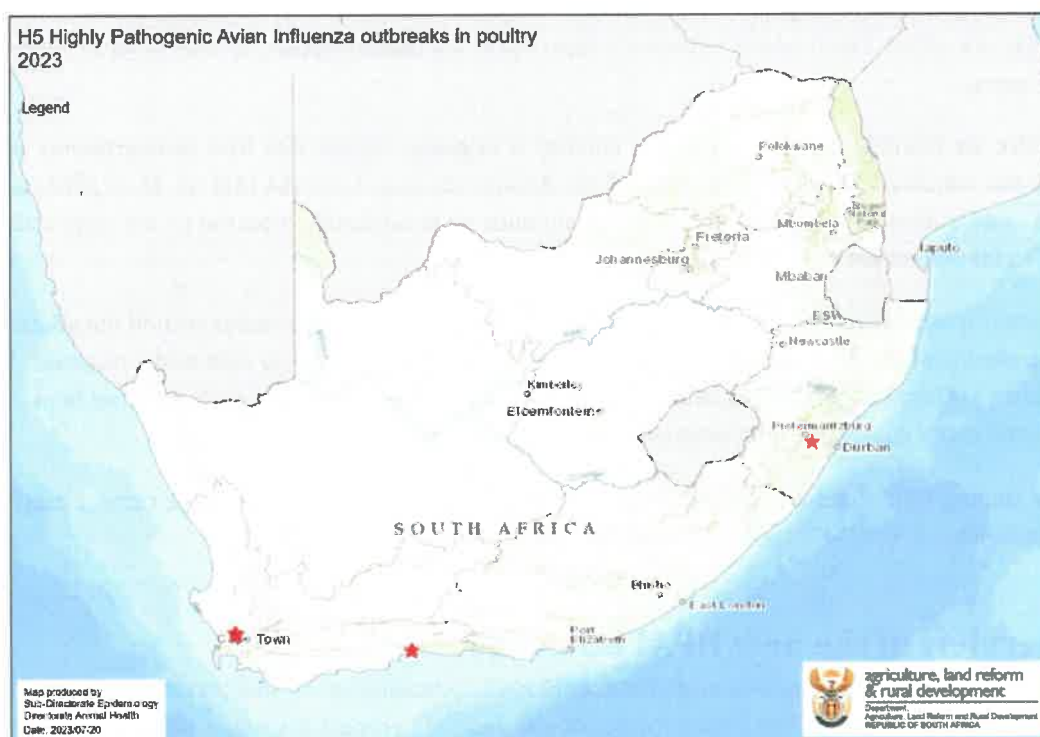 H5 Highly Pathogenic Avian Influenza outbreaks in poultry
2023
Legend
Polokwane
National
Mbombela
Pretoria
Maputo
Johannesburg
Mbaban
ESW
Newcastle
Kimberley
Bloemfontein
Pietermaritzburg
Durban
SOUTH AFRICA
Bhisho
East London
Port
Elizabeth
Town
Map produced by
Sub-Directorate Epidemiology
Directorate Animal Health
Date: 2023/07/20
agriculture, land reform
& rural development
Department:
Agriculture, Land Reform and Rural Development
REPUBLIC OF SOUTH AFRICA